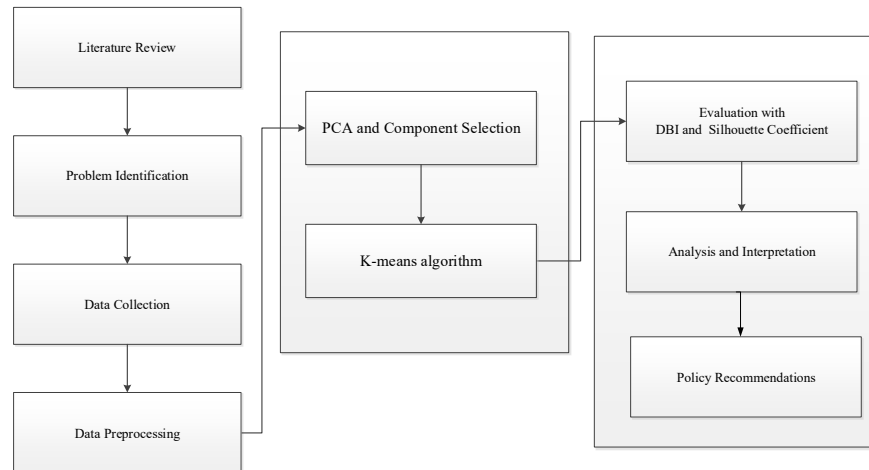 Literature Review
Problem Identification
Data Collection
Data Preprocessing
PCA and Component Selection
K-means algorithm
Evaluation with
DBI and Silhouette Coefficient
Analysis and Interpretation
Policy Recommendations